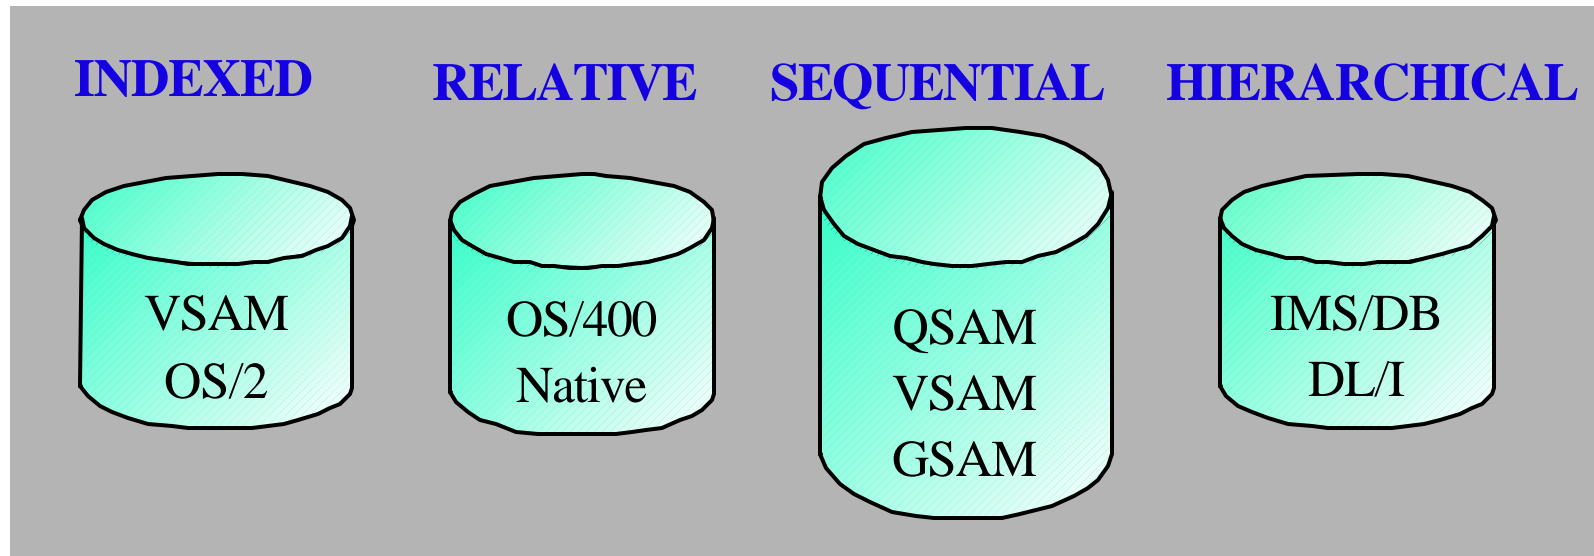 INDEXED
RELATIVE
SEQUENTIAL
HIERARCHICAL
VSAM
OS/2
OS/400
Native
QSAM
VSAM
GSAM
IMS/DB
DL/I